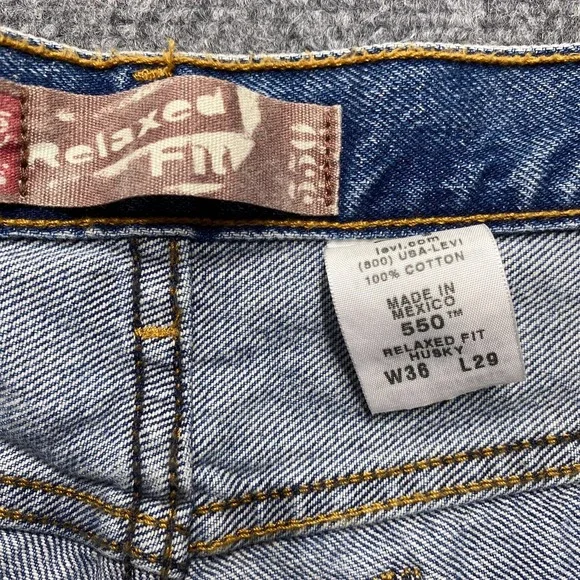 Relaxed
Fit
550
levi.com
(800) USA-LEVI
100% COTTON
MADE IN
MEXICO
550™
RELAXED FIT
HUSKY
W36 L29